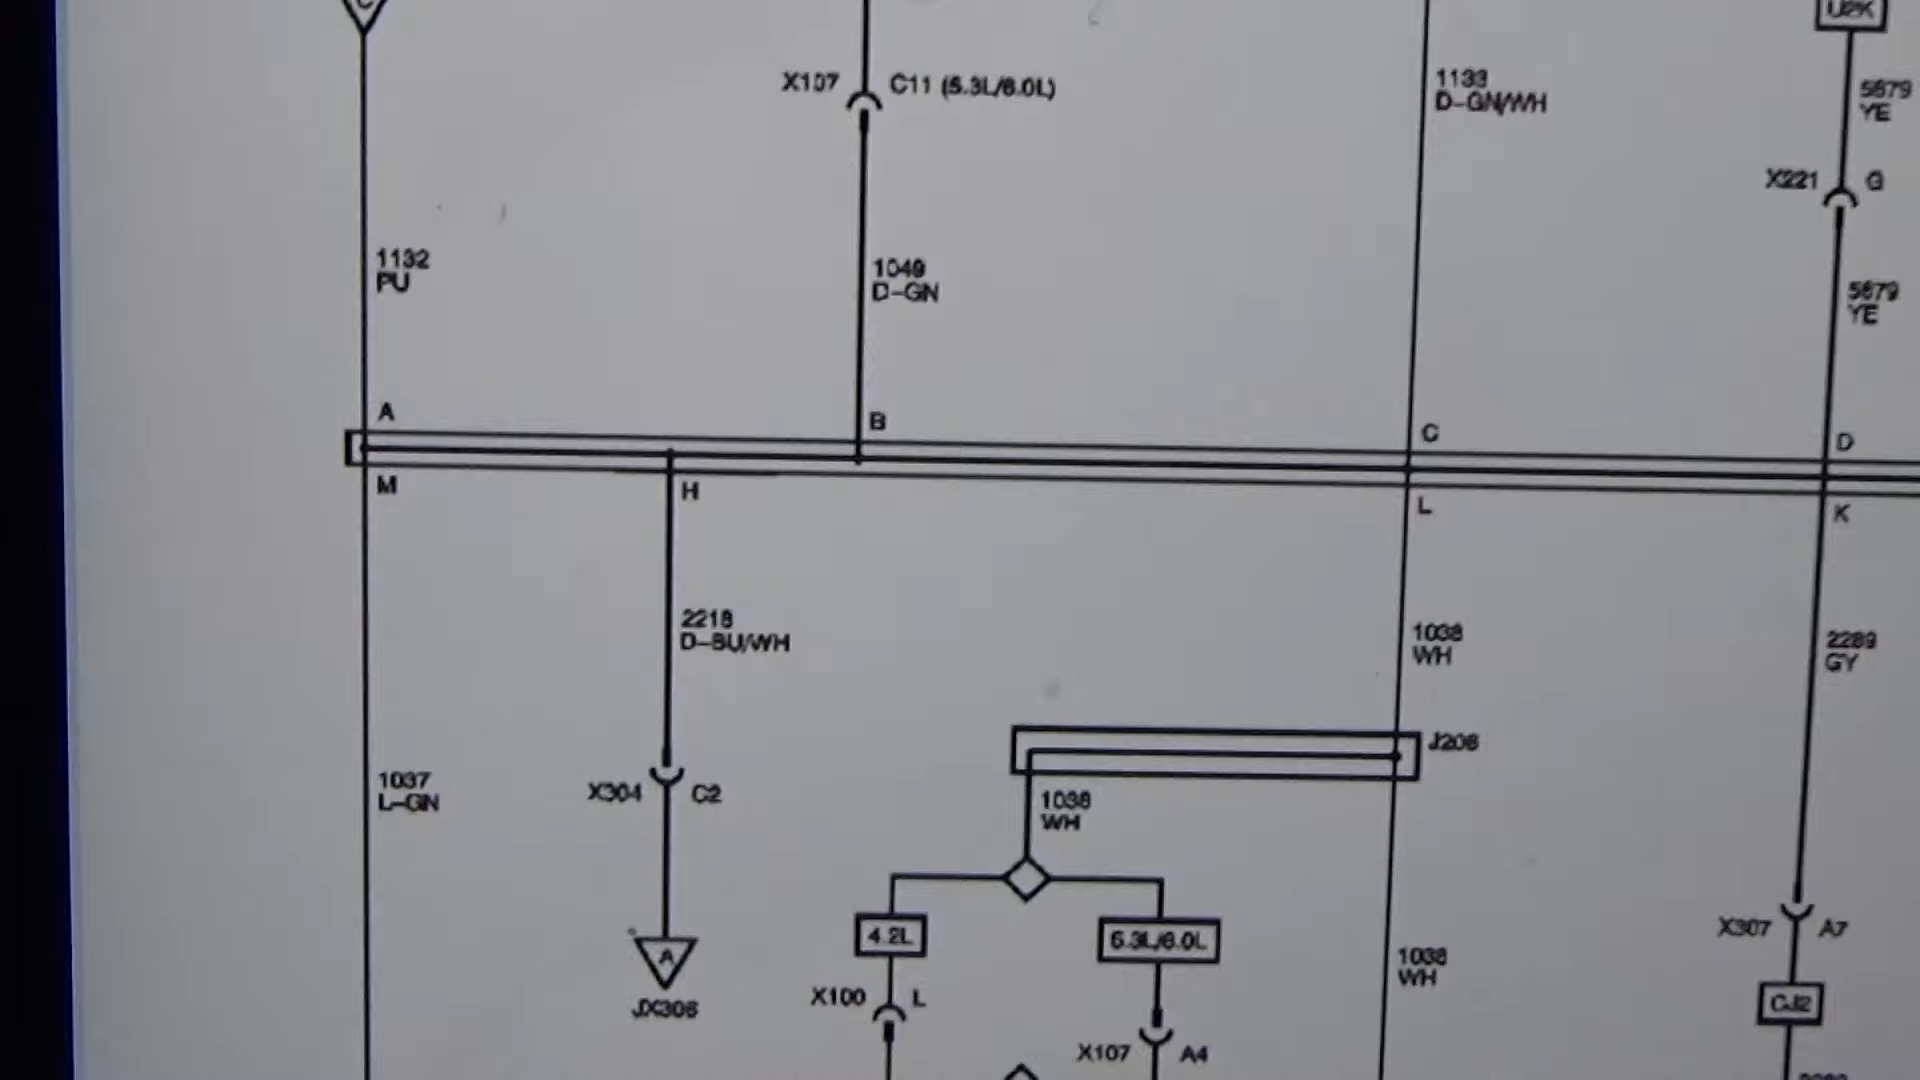 U2K
X107 C11 (5.3L/6.0L)
1133
D-GN/WH
5679
YE
X221 G
1132
PU
1049
D-GN
5679
YE
A
B
C
D
M
H
L
K
2218
D-BU/WH
1038
WH
2289
GY
J206
1037
L-GN
X304 C2
1038
WH
4.2L
5.3L/6.0L
X307 A7
A
1038
WH
X100 L
JX306
CJ2
X107 A4